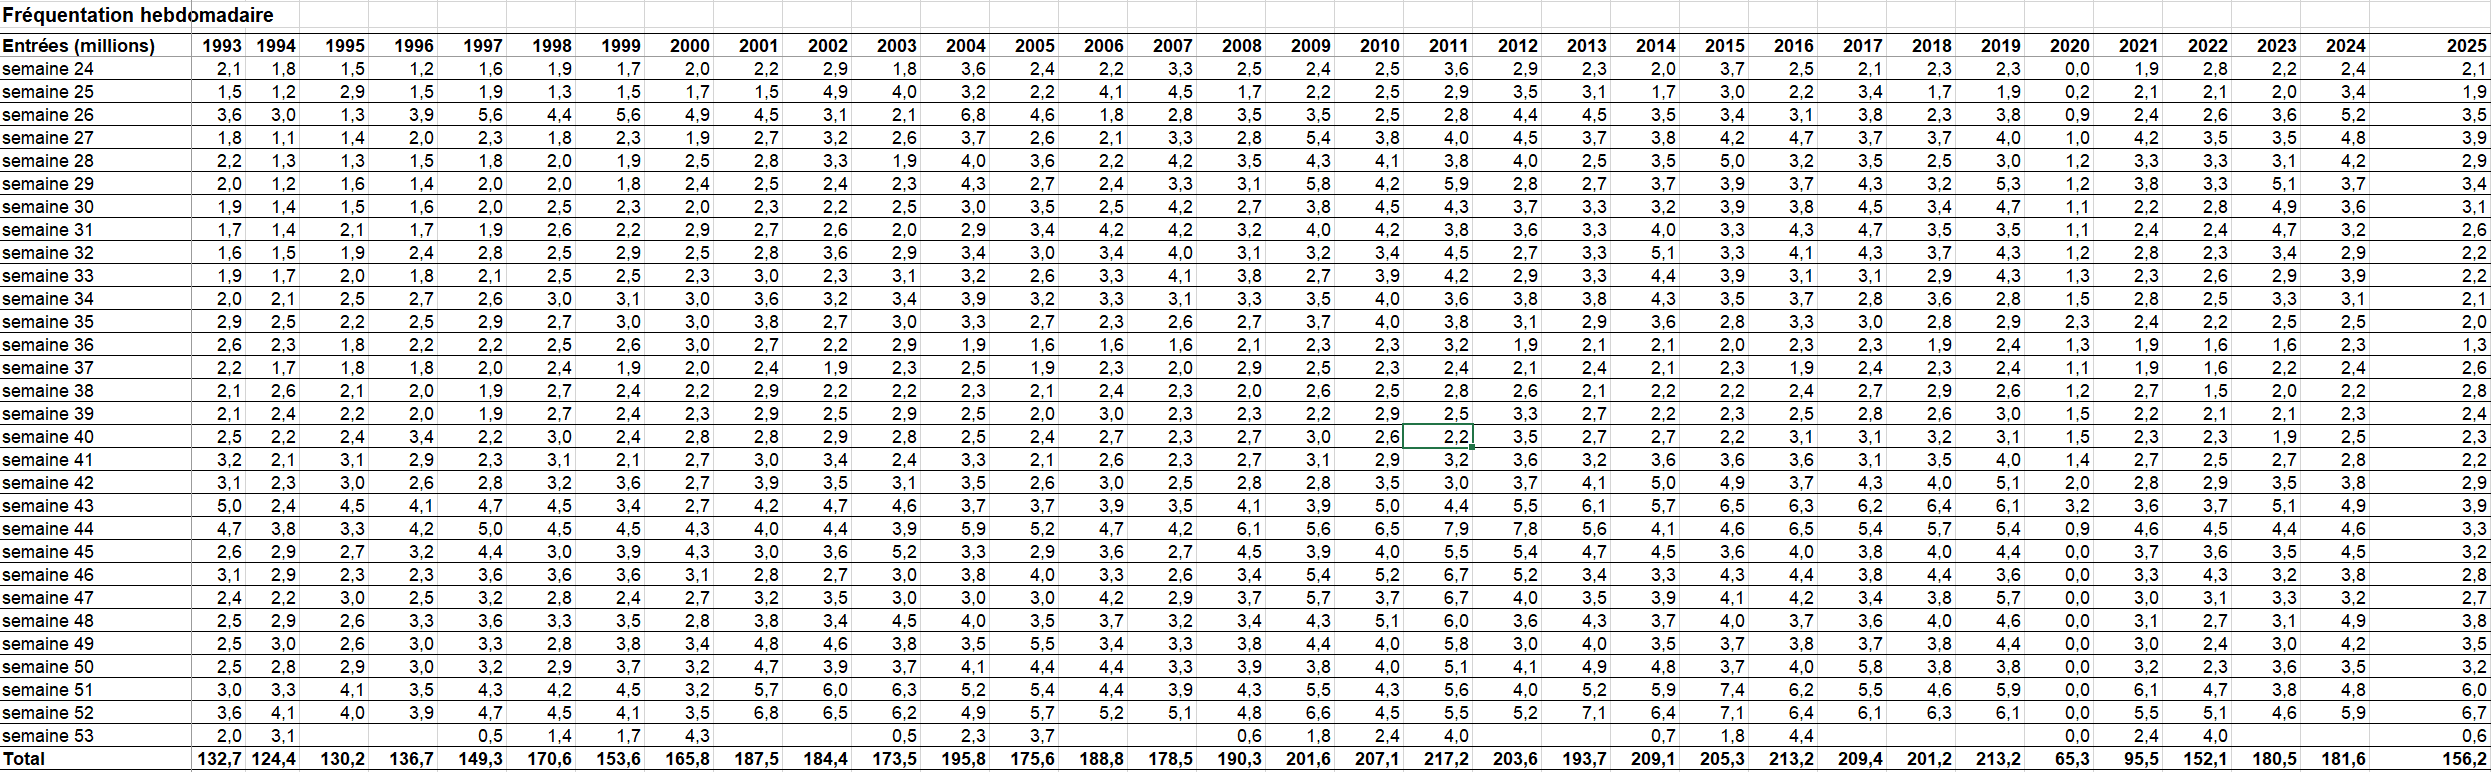 Fréquentation hebdomadaire
Entrées (millions) 1993 1994 1995 1996 1997 1998 1999 2000 2001 2002 2003 2004 2005 2006 2007 2008 2009 2010 2011 2012 2013 2014 2015 2016 2017 2018 2019 2020 2021 2022 2023 2024 2025
semaine 24 2,1 1,8 1,5 1,2 1,6 1,9 1,7 2,0 2,2 2,9 1,8 3,6 2,4 2,2 3,3 2,5 2,4 2,5 3,6 2,9 2,3 2,0 3,7 2,5 2,1 2,3 2,3 0,0 1,9 2,8 2,2 2,4 2,1
semaine 25 1,5 1,2 2,9 1,5 1,9 1,3 1,5 1,7 1,5 4,9 4,0 3,2 2,2 4,1 4,5 1,7 2,2 2,5 2,9 3,5 3,1 1,7 3,0 2,2 3,4 1,7 1,9 0,2 2,1 2,1 2,0 3,4 1,9
semaine 26 3,6 3,0 1,3 3,9 5,6 4,4 5,6 4,9 4,5 3,1 2,1 6,8 4,6 1,8 2,8 3,5 3,5 2,5 2,8 4,4 4,5 3,5 3,4 3,1 3,8 2,3 3,8 0,9 2,4 2,6 3,6 5,2 3,5
semaine 27 1,8 1,1 1,4 2,0 2,3 1,8 2,3 1,9 2,7 3,2 2,6 3,7 2,6 2,1 3,3 2,8 5,4 3,8 4,0 4,5 3,7 3,8 4,2 4,7 3,7 3,7 4,0 1,0 4,2 3,5 3,5 4,8 3,9
semaine 28 2,2 1,3 1,3 1,5 1,8 2,0 1,9 2,5 2,8 3,3 1,9 4,0 3,6 2,2 4,2 3,5 4,3 4,1 3,8 4,0 2,5 3,5 5,0 3,2 3,5 2,5 3,0 1,2 3,3 3,3 3,1 4,2 2,9
semaine 29 2,0 1,2 1,6 1,4 2,0 2,0 1,8 2,4 2,5 2,4 2,3 4,3 2,7 2,4 3,3 3,1 5,8 4,2 5,9 2,8 2,7 3,7 3,9 3,7 4,3 3,2 5,3 1,2 3,8 3,3 5,1 3,7 3,4
semaine 30 1,9 1,4 1,5 1,6 2,0 2,5 2,3 2,0 2,3 2,2 2,5 3,0 3,5 2,5 4,2 2,7 3,8 4,5 4,3 3,7 3,3 3,2 3,9 3,8 4,5 3,4 4,7 1,1 2,2 2,8 4,9 3,6 3,1
semaine 31 1,7 1,4 2,1 1,7 1,9 2,6 2,2 2,9 2,7 2,6 2,0 2,9 3,4 4,2 4,2 3,2 4,0 4,2 3,8 3,6 3,3 4,0 3,3 4,3 4,7 3,5 3,5 1,1 2,4 2,4 4,7 3,2 2,6
semaine 32 1,6 1,5 1,9 2,4 2,8 2,5 2,9 2,5 2,8 3,6 2,9 3,4 3,0 3,4 4,0 3,1 3,2 3,4 4,5 2,7 3,3 5,1 3,3 4,1 4,3 3,7 4,3 1,2 2,8 2,3 3,4 2,9 2,2
semaine 33 1,9 1,7 2,0 1,8 2,1 2,5 2,5 2,3 3,0 2,3 3,1 3,2 2,6 3,3 4,1 3,8 2,7 3,9 4,2 2,9 3,3 4,4 3,9 3,1 3,1 2,9 4,3 1,3 2,3 2,6 2,9 3,9 2,2
semaine 34 2,0 2,1 2,5 2,7 2,6 3,0 3,1 3,0 3,6 3,2 3,4 3,9 3,2 3,3 3,1 3,3 3,5 4,0 3,6 3,8 3,8 4,3 3,5 3,7 2,8 3,6 2,8 1,5 2,8 2,5 3,3 3,1 2,1
semaine 35 2,9 2,5 2,2 2,5 2,9 2,7 3,0 3,0 3,8 2,7 3,0 3,3 2,7 2,3 2,6 2,7 3,7 4,0 3,8 3,1 2,9 3,6 2,8 3,3 3,0 2,8 2,9 2,3 2,4 2,2 2,5 2,5 2,0
semaine 36 2,6 2,3 1,8 2,2 2,2 2,5 2,6 3,0 2,7 2,2 2,9 1,9 1,6 1,6 1,6 2,1 2,3 2,3 3,2 1,9 2,1 2,1 2,0 2,3 2,3 1,9 2,4 1,3 1,9 1,6 1,6 2,3 1,3
semaine 37 2,2 1,7 1,8 1,8 2,0 2,4 1,9 2,0 2,4 1,9 2,3 2,5 1,9 2,3 2,0 2,9 2,5 2,3 2,4 2,1 2,4 2,1 2,3 1,9 2,4 2,3 2,4 1,1 1,9 1,6 2,2 2,4 2,6
semaine 38 2,1 2,6 2,1 2,0 1,9 2,7 2,4 2,2 2,9 2,2 2,2 2,3 2,1 2,4 2,3 2,0 2,6 2,5 2,8 2,6 2,1 2,2 2,2 2,4 2,7 2,9 2,6 1,2 2,7 1,5 2,0 2,2 2,8
semaine 39 2,1 2,4 2,2 2,0 1,9 2,7 2,4 2,3 2,9 2,5 2,9 2,5 2,0 3,0 2,3 2,3 2,2 2,9 2,5 3,3 2,7 2,2 2,3 2,5 2,8 2,6 3,0 1,5 2,2 2,1 2,1 2,3 2,4
semaine 40 2,5 2,2 2,4 3,4 2,2 3,0 2,4 2,8 2,8 2,9 2,8 2,5 2,4 2,7 2,3 2,7 3,0 2,6 2,2 3,5 2,7 2,7 2,2 3,1 3,1 3,2 3,1 1,5 2,3 2,3 1,9 2,5 2,3
semaine 41 3,2 2,1 3,1 2,9 2,3 3,1 2,1 2,7 3,0 3,4 2,4 3,3 2,1 2,6 2,3 2,7 3,1 2,9 3,2 3,6 3,2 3,6 3,6 3,6 3,1 3,5 4,0 1,4 2,7 2,5 2,7 2,8 2,2
semaine 42 3,1 2,3 3,0 2,6 2,8 3,2 3,6 2,7 3,9 3,5 3,1 3,5 2,6 3,0 2,5 2,8 2,8 3,5 3,0 3,7 4,1 5,0 4,9 3,7 4,3 4,0 5,1 2,0 2,8 2,9 3,5 3,8 2,9
semaine 43 5,0 2,4 4,5 4,1 4,7 4,5 3,4 2,7 4,2 4,7 4,6 3,7 3,7 3,9 3,5 4,1 3,9 5,0 4,4 5,5 6,1 5,7 6,5 6,3 6,2 6,4 6,1 3,2 3,6 3,7 5,1 4,9 3,9
semaine 44 4,7 3,8 3,3 4,2 5,0 4,5 4,5 4,3 4,0 4,4 3,9 5,9 5,2 4,7 4,2 6,1 5,6 6,5 7,9 7,8 5,6 4,1 4,6 6,5 5,4 5,7 5,4 0,9 4,6 4,5 4,4 4,6 3,3
semaine 45 2,6 2,9 2,7 3,2 4,4 3,0 3,9 4,3 3,0 3,6 5,2 3,3 2,9 3,6 2,7 4,5 3,9 4,0 5,5 5,4 4,7 4,5 3,6 4,0 3,8 4,0 4,4 0,0 3,7 3,6 3,5 4,5 3,2
semaine 46 3,1 2,9 2,3 2,3 3,6 3,6 3,6 3,1 2,8 2,7 3,0 3,8 4,0 3,3 2,6 3,4 5,4 5,2 6,7 5,2 3,4 3,3 4,3 4,4 3,8 4,4 3,6 0,0 3,3 4,3 3,2 3,8 2,8
semaine 47 2,4 2,2 3,0 2,5 3,2 2,8 2,4 2,7 3,2 3,5 3,0 3,0 3,0 4,2 2,9 3,7 5,7 3,7 6,7 4,0 3,5 3,9 4,1 4,2 3,4 3,8 5,7 0,0 3,0 3,1 3,3 3,2 2,7
semaine 48 2,5 2,9 2,6 3,3 3,6 3,3 3,5 2,8 3,8 3,4 4,5 4,0 3,5 3,7 3,2 3,4 4,3 5,1 6,0 3,6 4,3 3,7 4,0 3,7 3,6 4,0 4,6 0,0 3,1 2,7 3,1 4,9 3,8
semaine 49 2,5 3,0 2,6 3,0 3,3 2,8 3,8 3,4 4,8 4,6 3,8 3,5 5,5 3,4 3,3 3,8 4,4 4,0 5,8 3,0 4,0 3,5 3,7 3,8 3,7 3,8 4,4 0,0 3,0 2,4 3,0 4,2 3,5
semaine 50 2,5 2,8 2,9 3,0 3,2 2,9 3,7 3,2 4,7 3,9 3,7 4,1 4,4 4,4 3,3 3,9 3,8 4,0 5,1 4,1 4,9 4,8 3,7 4,0 5,8 3,8 3,8 0,0 3,2 2,3 3,6 3,5 3,2
semaine 51 3,0 3,3 4,1 3,5 4,3 4,2 4,5 3,2 5,7 6,0 6,3 5,2 5,4 4,4 3,9 4,3 5,5 4,3 5,6 4,0 5,2 5,9 7,4 6,2 5,5 4,6 5,9 0,0 6,1 4,7 3,8 4,8 6,0
semaine 52 3,6 4,1 4,0 3,9 4,7 4,5 4,1 3,5 6,8 6,5 6,2 4,9 5,7 5,2 5,1 4,8 6,6 4,5 5,5 5,2 7,1 6,4 7,1 6,4 6,1 6,3 6,1 0,0 5,5 5,1 4,6 5,9 6,7
semaine 53 2,0 3,1 0,5 1,4 1,7 4,3 0,5 2,3 3,7 0,6 1,8 2,4 4,0 0,7 1,8 4,4 0,0 2,4 4,0 0,6
Total 132,7 124,4 130,2 136,7 149,3 170,6 153,6 165,8 187,5 184,4 173,5 195,8 175,6 188,8 178,5 190,3 201,6 207,1 217,2 203,6 193,7 209,1 205,3 213,2 209,4 201,2 213,2 65,3 95,5 152,1 180,5 181,6 156,2